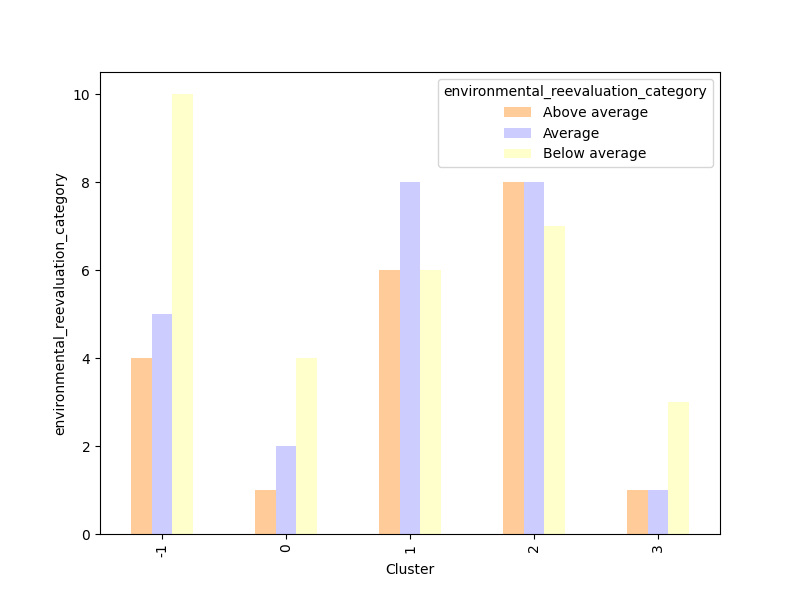 environmental_reevaluation_category
Above average
Average
Below average
environmental_reevaluation_category
10
8
6
4
2
0
-1
0
1
2
3
Cluster